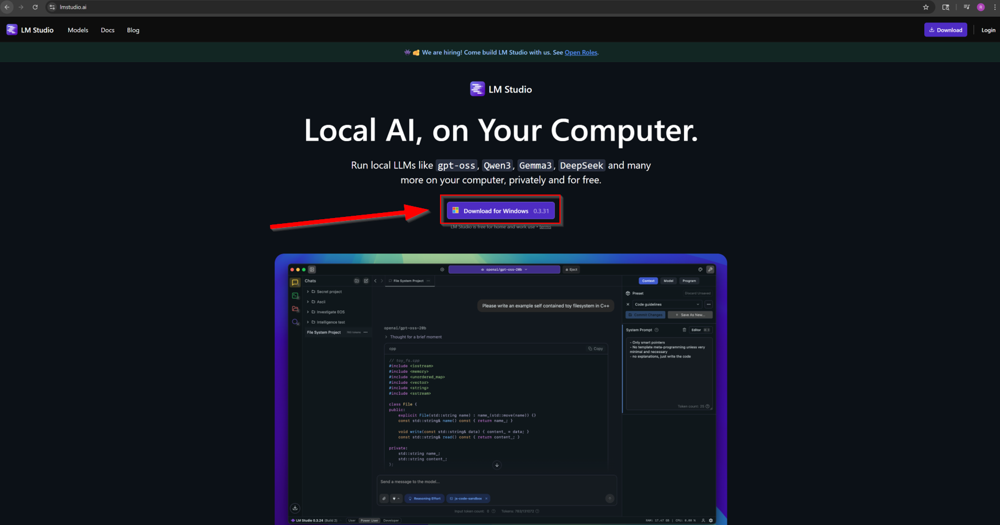 lmstudio.ai
R
LM Studio
Models
Docs
Blog
Download
Login
We are hiring! Come build LM Studio with us. See Open Roles.
LM Studio
Local AI, on Your Computer.
Run local LLMs like gpt-oss, Qwen3, Gemma3, DeepSeek and many
more on your computer, privately and for free.
Download for Windows 0.3.31
LM Studio is free for home and work use • terms
openai/gpt-oss-20b
Eject
Chats
File System Project
Context
Model
Program
Secret project
Ascii
Investigate EOS
Intelligence test
File System Project 763 tokens
Please write an example self contained toy filesystem in C++
openai/gpt-oss-20b
Thought for a brief moment
cpp
Copy
// toy_fs.cpp
#include <iostream>
#include <memory>
#include <unordered_map>
#include <vector>
#include <string>
#include <sstream>
class File {
public:
explicit File(std::string name) : name_(std::move(name)) {}
const std::string& name() const { return name_; }
void write(const std::string& data) { content_ = data; }
const std::string& read() const { return content_; }
private:
std::string name_;
std::string content_;
};
Send a message to the model...
Reasoning Effort
js-code-sandbox
Input token count: 0
Tokens: 763/131072
Preset
Discard Unsaved
Code guidelines
Commit Changes
+ Save As New...
System Prompt
Editor
- Only smart pointers
- No template meta-programming unless very
minimal and necessary
- no explanations, just write the code
Token count: 25
LM Studio 0.3.24 (Build 2)
User
Power User
Developer
RAM: 17.47 GB | CPU: 0.00 %